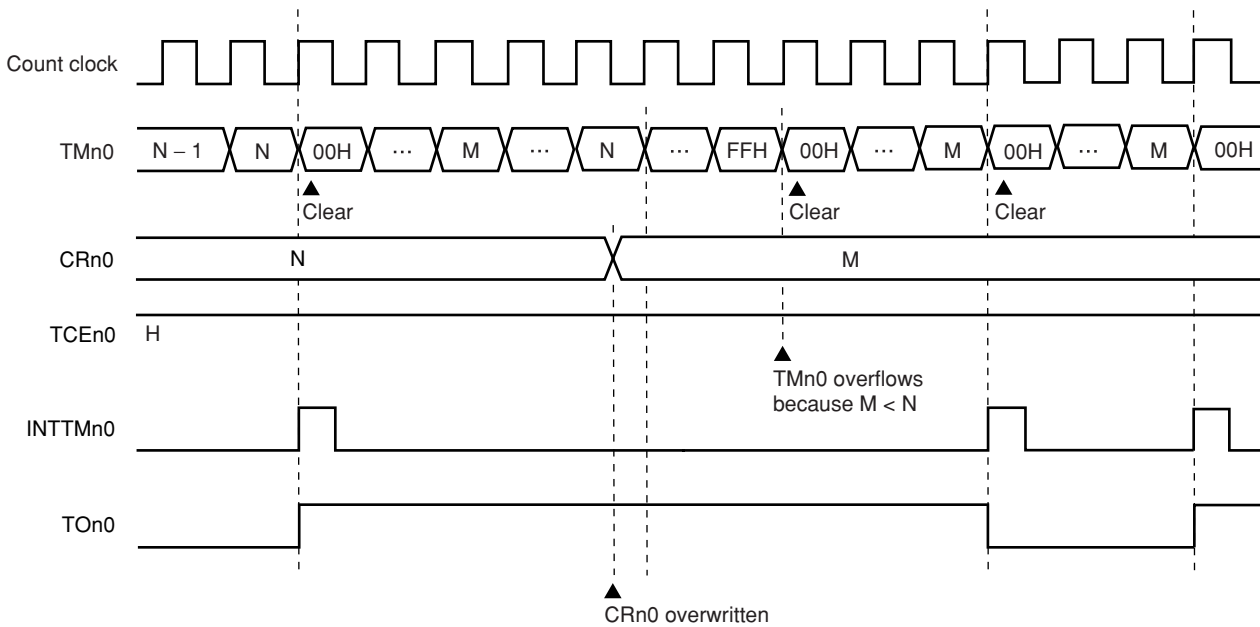 Count clock
TMn0 N – 1 N 00H ... M ... N ... FFH 00H ... M 00H ... M 00H
Clear Clear Clear
CRn0 N M
TCEn0 H
TMn0 overflows
because M < N
INTTMn0
TOn0
CRn0 overwritten